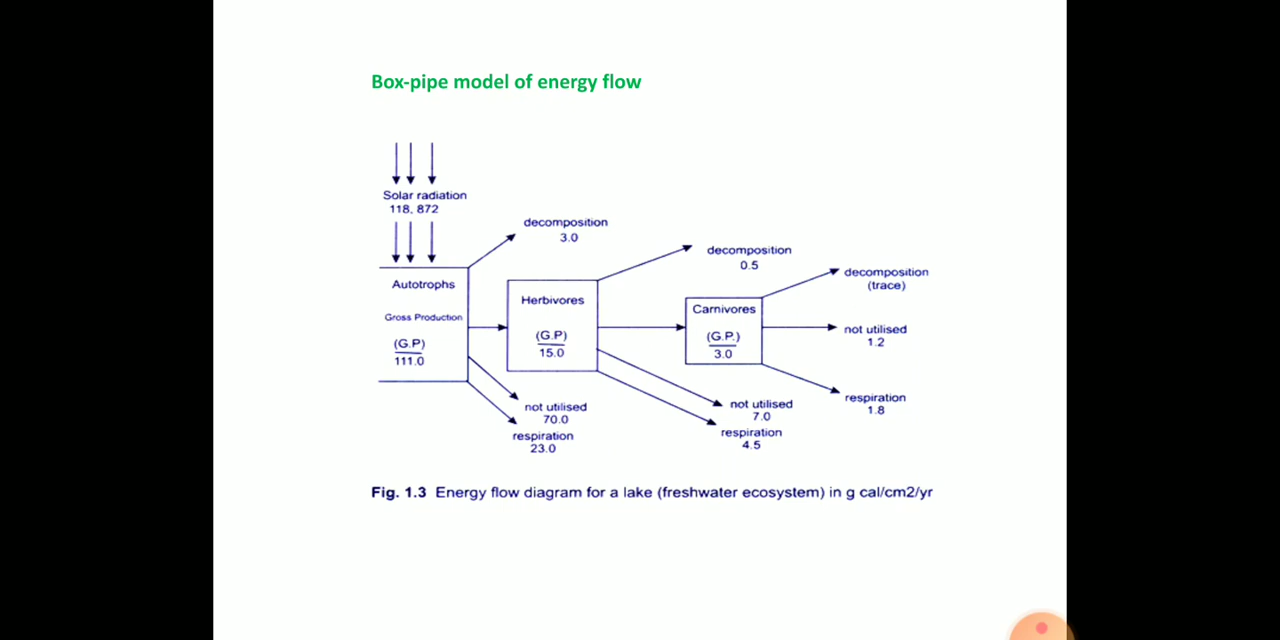 Box-pipe model of energy flow
Solar radiation
118, 872
decomposition
3.0
decomposition
0.5
decomposition
(trace)
Autotrophs
Gross Production
(G.P)
111.0
Herbivores
(G.P)
15.0
Carnivores
(G.P.)
3.0
not utilised
1.2
not utilised
70.0
respiration
23.0
not utilised
7.0
respiration
4.5
respiration
1.8
Fig. 1.3 Energy flow diagram for a lake (freshwater ecosystem) in g cal/cm2/yr